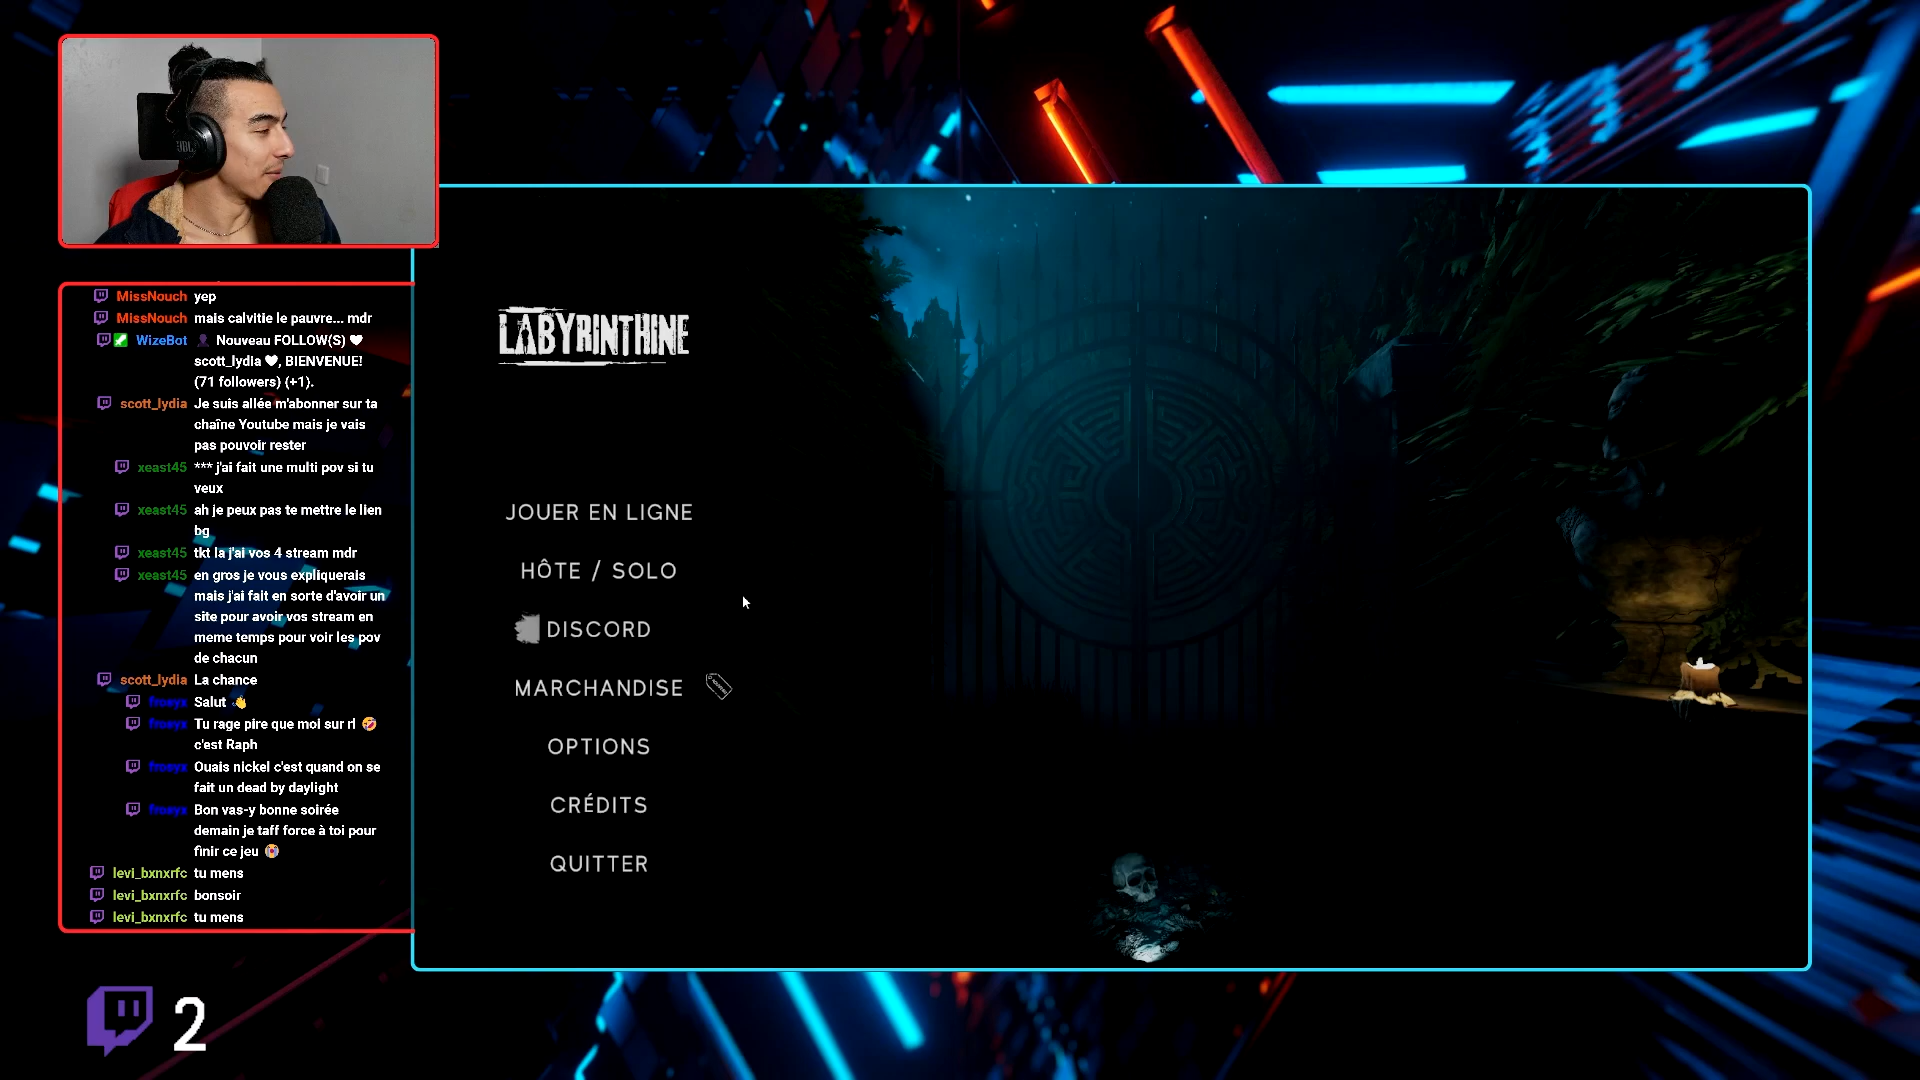 JBL
MissNouch yep
MissNouch mais calvitie le pauvre... mdr
WizeBot Nouveau FOLLOW(S)
scott_lydia , BIENVENUE!
(71 followers) (+1).
scott_lydia Je suis allée m'abonner sur ta
chaîne Youtube mais je vais
pas pouvoir rester
xeast45 *** j'ai fait une multi pov si tu
veux
xeast45 ah je peux pas te mettre le lien
bg
xeast45 tkt la j'ai vos 4 stream mdr
xeast45 en gros je vous expliquerais
mais j'ai fait en sorte d'avoir un
site pour avoir vos stream en
meme temps pour voir les pov
de chacun
scott_lydia La chance
Salut
Tu rage pire que moi sur rl
c'est Raph
Ouais nickel c'est quand on se
fait un dead by daylight
Bon vas-y bonne soirée
demain je taff force à toi pour
finir ce jeu
levi_bxnxrfc tu mens
levi_bxnxrfc bonsoir
levi_bxnxrfc tu mens
2
LABYRINTHINE
JOUER EN LIGNE
HÔTE / SOLO
DISCORD
MARCHANDISE
OPTIONS
CRÉDITS
QUITTER